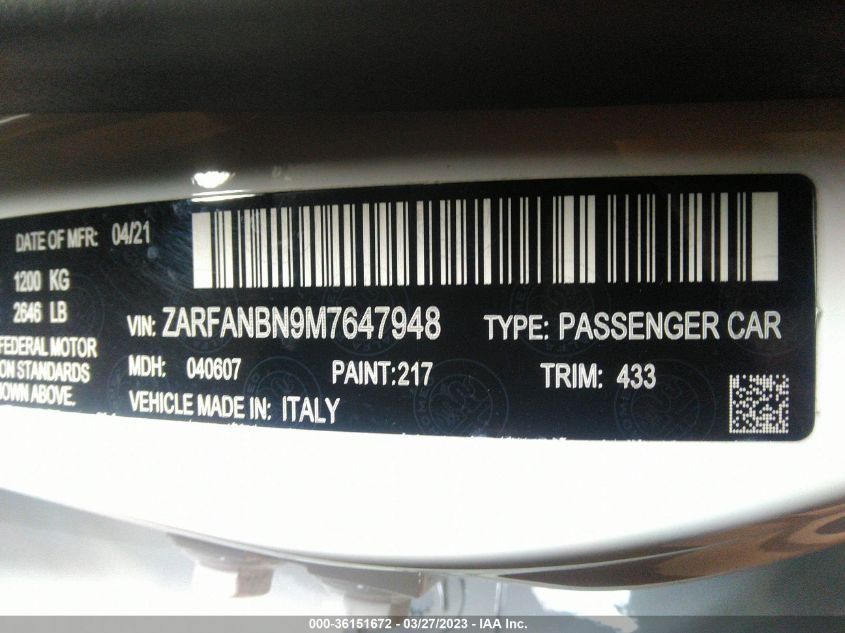 DATE OF MFR: 04/21
1200 KG
2646 LB
VIN: ZARFANBN9M7647948 TYPE: PASSENGER CAR
FEDERAL MOTOR
MDH: 040607 PAINT:217 TRIM: 433
ON STANDARDS
VEHICLE MADE IN: ITALY
OWN ABOVE.
000-36151672 - 03/27/2023 - IAA Inc.